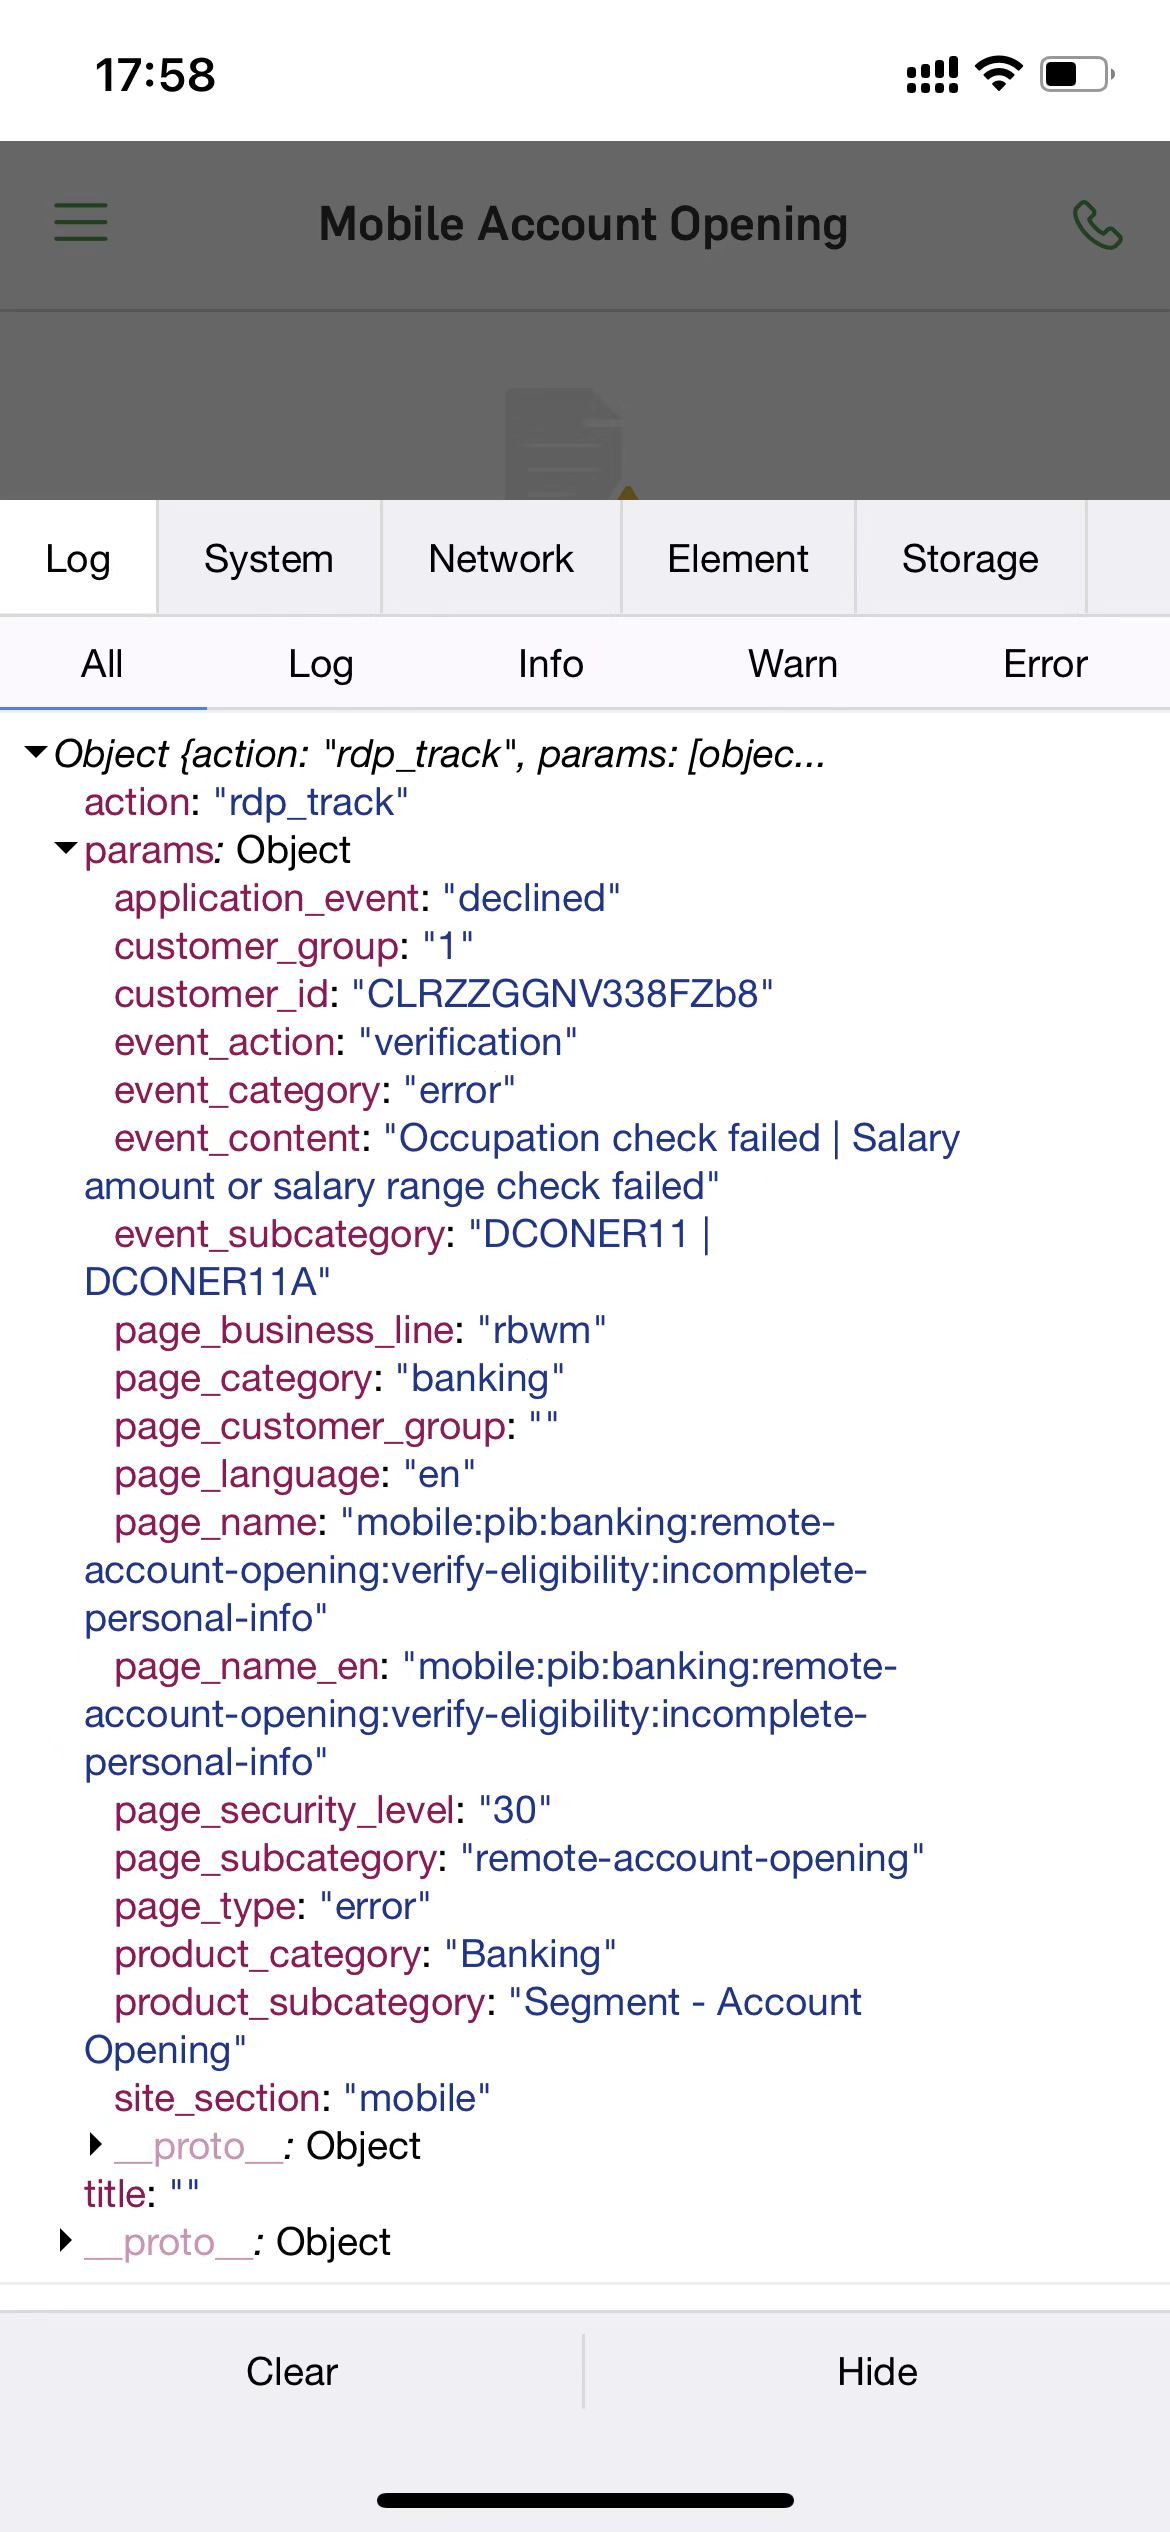 17:58
Mobile Account Opening
Log System Network Element Storage
All Log Info Warn Error
Object {action: "rdp_track", params: [objec...
action: "rdp_track"
params: Object
application_event: "declined"
customer_group: "1"
customer_id: "CLRZZGGNV338FZb8"
event_action: "verification"
event_category: "error"
event_content: "Occupation check failed | Salary
amount or salary range check failed"
event_subcategory: "DCONER11 |
DCONER11A"
page_business_line: "rbwm"
page_category: "banking"
page_customer_group: ""
page_language: "en"
page_name: "mobile:pib:banking:remote-
account-opening:verify-eligibility:incomplete-
personal-info"
page_name_en: "mobile:pib:banking:remote-
account-opening:verify-eligibility:incomplete-
personal-info"
page_security_level: "30"
page_subcategory: "remote-account-opening"
page_type: "error"
product_category: "Banking"
product_subcategory: "Segment - Account
Opening"
site_section: "mobile"
__proto__: Object
title: ""
__proto__: Object
Clear Hide